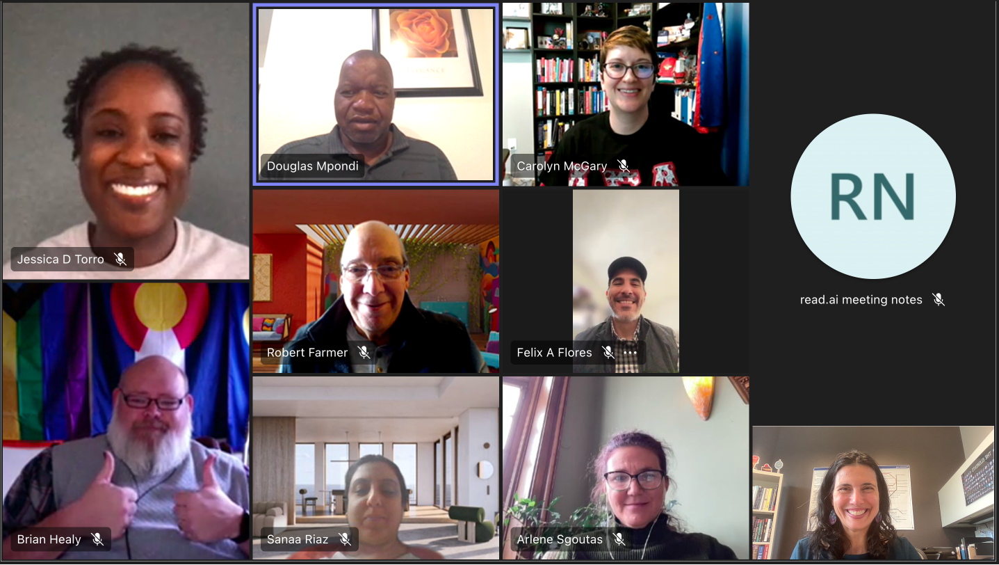 Jessica D Torro
ELEGANCE
Douglas Mpondi
Carolyn McGary
RN
read.ai meeting notes
Robert Farmer
Felix A Flores
Brian Healy
Sanaa Riaz
Arlene Sgoutas